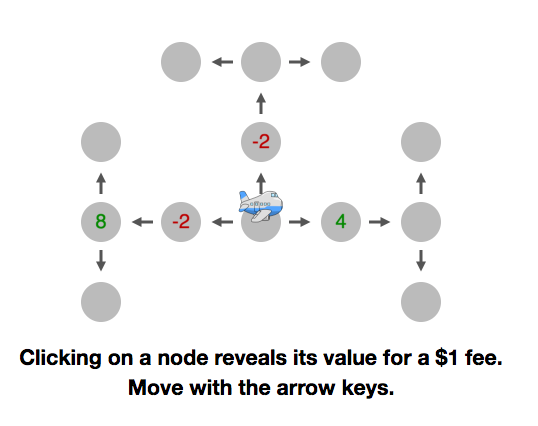 -2
8
-2
4
Clicking on a node reveals its value for a $1 fee.
Move with the arrow keys.